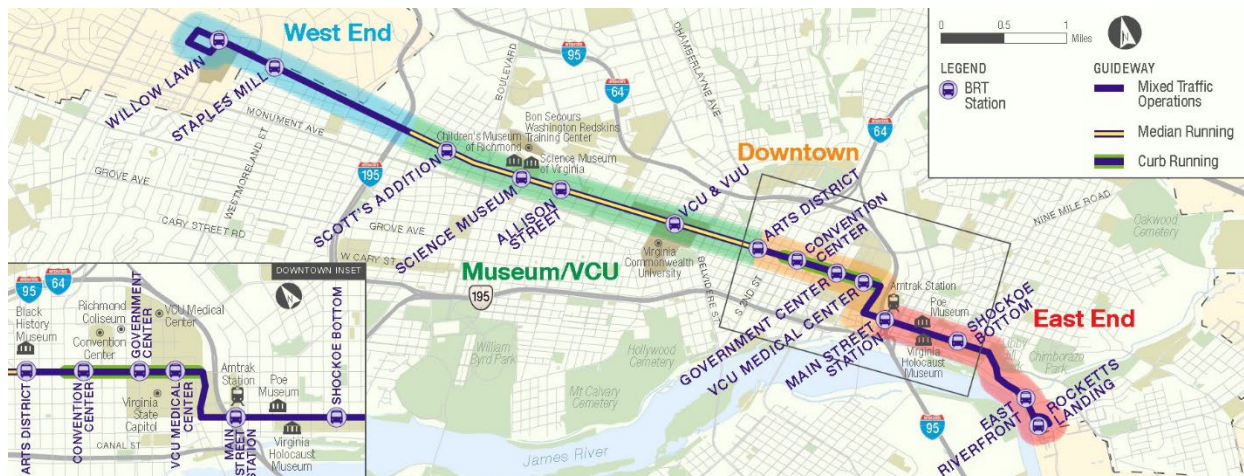 West End
WILLOW LAWN
STAPLES MILL
MONUMENT AVE
GROVE AVE
WESTMORELAND ST
CARY STREET RD
195
BOULEVARD
95
64
CHAMBERLAYNE AVE
Children's Museum
of Richmond
Bon Secours
Washington Redskins
Training Center
Science Museum
of Virginia
SCOTT'S ADDITION
SCIENCE MUSEUM
ALLISON
STREET
GROVE AVE
W CARY ST
Museum/VCU
195
VCU & VUU
Virginia
Commonwealth
University
BELVIDERE ST
S 2ND ST
Downtown
64
ARTS DISTRICT
CONVENTION
CENTER
GOVERNMENT CENTER
VCU MEDICAL CENTER
MAIN STREET
STATION
Amtrak Station
Poe
Museum
Virginia
Holocaust
Museum
SHOCKOE
BOTTOM
East End
Chimborazo
Park
EAST
RIVERFRONT
ROCKETTS
LANDING
NINE MILE ROAD
Oakwood
Cemetery
William
Byrd Park
Hollywood
Cemetery
Mt Calvary
Cemetery
James River
95
0
0.5
1
Miles
LEGEND
BRT
Station
GUIDEWAY
Mixed Traffic
Operations
Median Running
Curb Running
DOWNTOWN INSET
95
64
Black
History
Museum
Richmond
Coliseum
Convention
Center
GOVERNMENT
CENTER
VCU Medical
Center
Virginia
State
Capitol
ARTS DISTRICT
CONVENTION
CENTER
VCU MEDICAL
CENTER
CANAL ST
Amtrak
Station
MAIN
STREET
STATION
Poe
Museum
Virginia
Holocaust
Museum
SHOCKOE BOTTOM